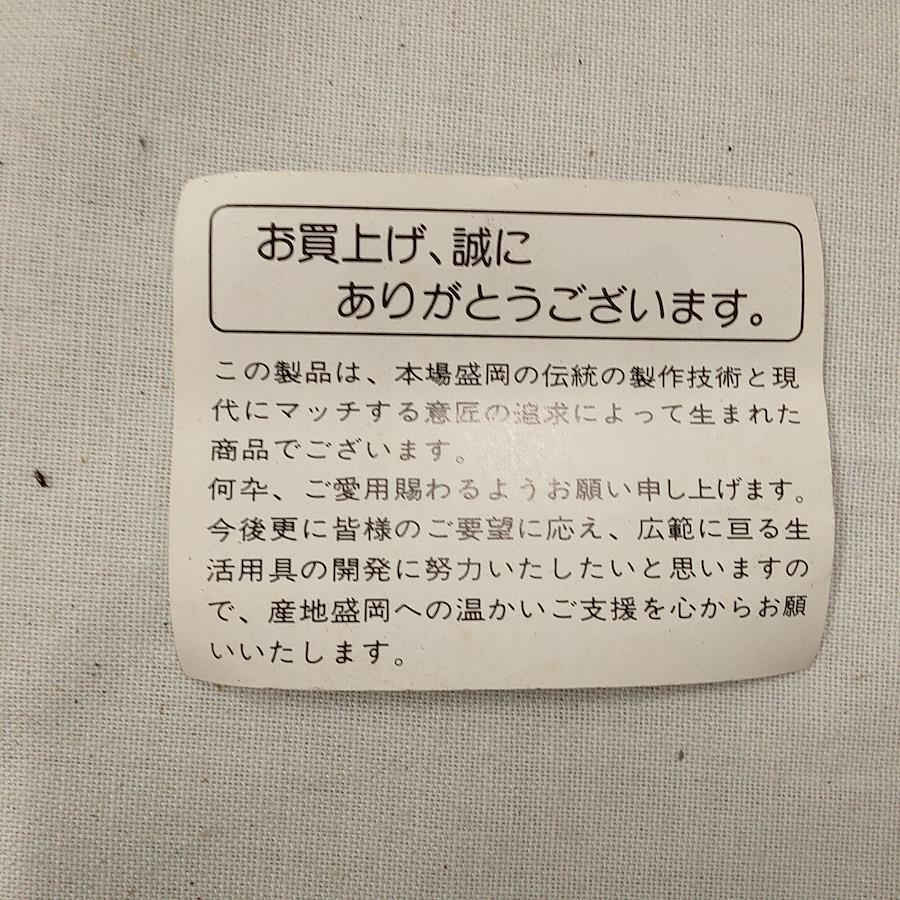 お買上げ、誠に
ありがとうございます。
この製品は、本場盛岡の伝統の製作技術と現
代にマッチする意匠の追求によって生まれた
商品でございます。
何卒、ご愛用賜わるようお願い申し上げます。
今後更に皆様のご要望に応え、広範に亘る生
活用具の開発に努力いたしたいと思いますの
で、産地盛岡への温かいご支援を心からお願
いいたします。